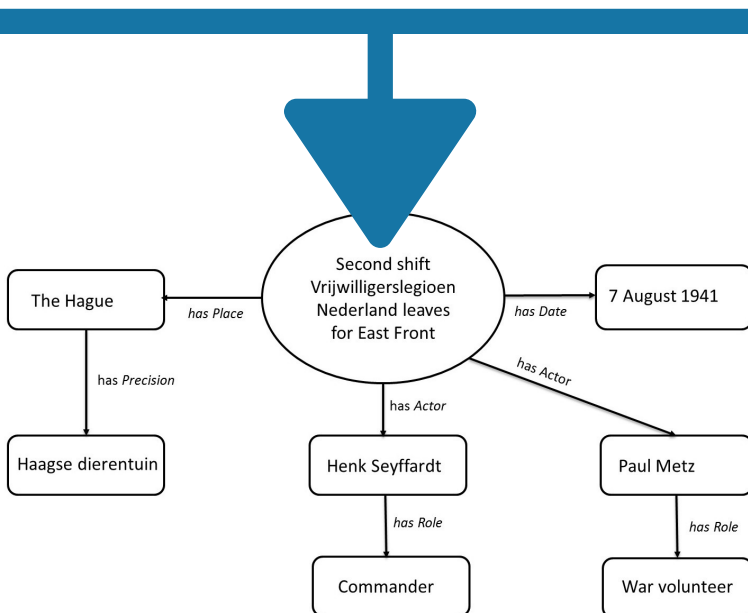 Second shift
Vrijwilligerslegioen
Nederland leaves
for East Front
The Hague
has Place
has Date
7 August 1941
has Precision
has Actor
has Actor
Haagse dierentuin
Henk Seyffardt
Paul Metz
has Role
has Role
Commander
War volunteer